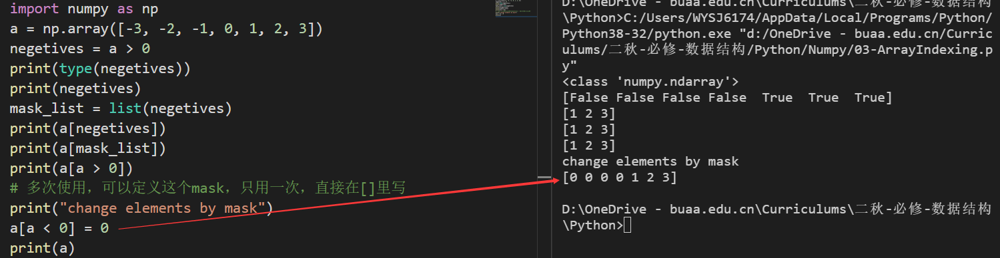 import numpy as np
a = np.array([-3, -2, -1, 0, 1, 2, 3])
negetives = a > 0
print(type(negetives))
print(negetives)
mask_list = list(negetives)
print(a[negetives])
print(a[mask_list])
print(a[a > 0])
# 多次使用，可以定义这个mask，只用一次，直接在[]里写
print("change elements by mask")
a[a < 0] = 0
print(a)
D:\OneDrive - buaa.edu.cn\Curriculums\二秋-必修-数据结构
\Python>C:/Users/WYSJ6174/AppData/Local/Programs/Python/
Python38-32/python.exe "d:/OneDrive - buaa.edu.cn/Curric
ulums/二秋-必修-数据结构/Python/Numpy/03-ArrayIndexing.p
y"
<class 'numpy.ndarray'>
[False False False False  True  True  True]
[1 2 3]
[1 2 3]
[1 2 3]
change elements by mask
[0 0 0 0 1 2 3]
D:\OneDrive - buaa.edu.cn\Curriculums\二秋-必修-数据结构
\Python>